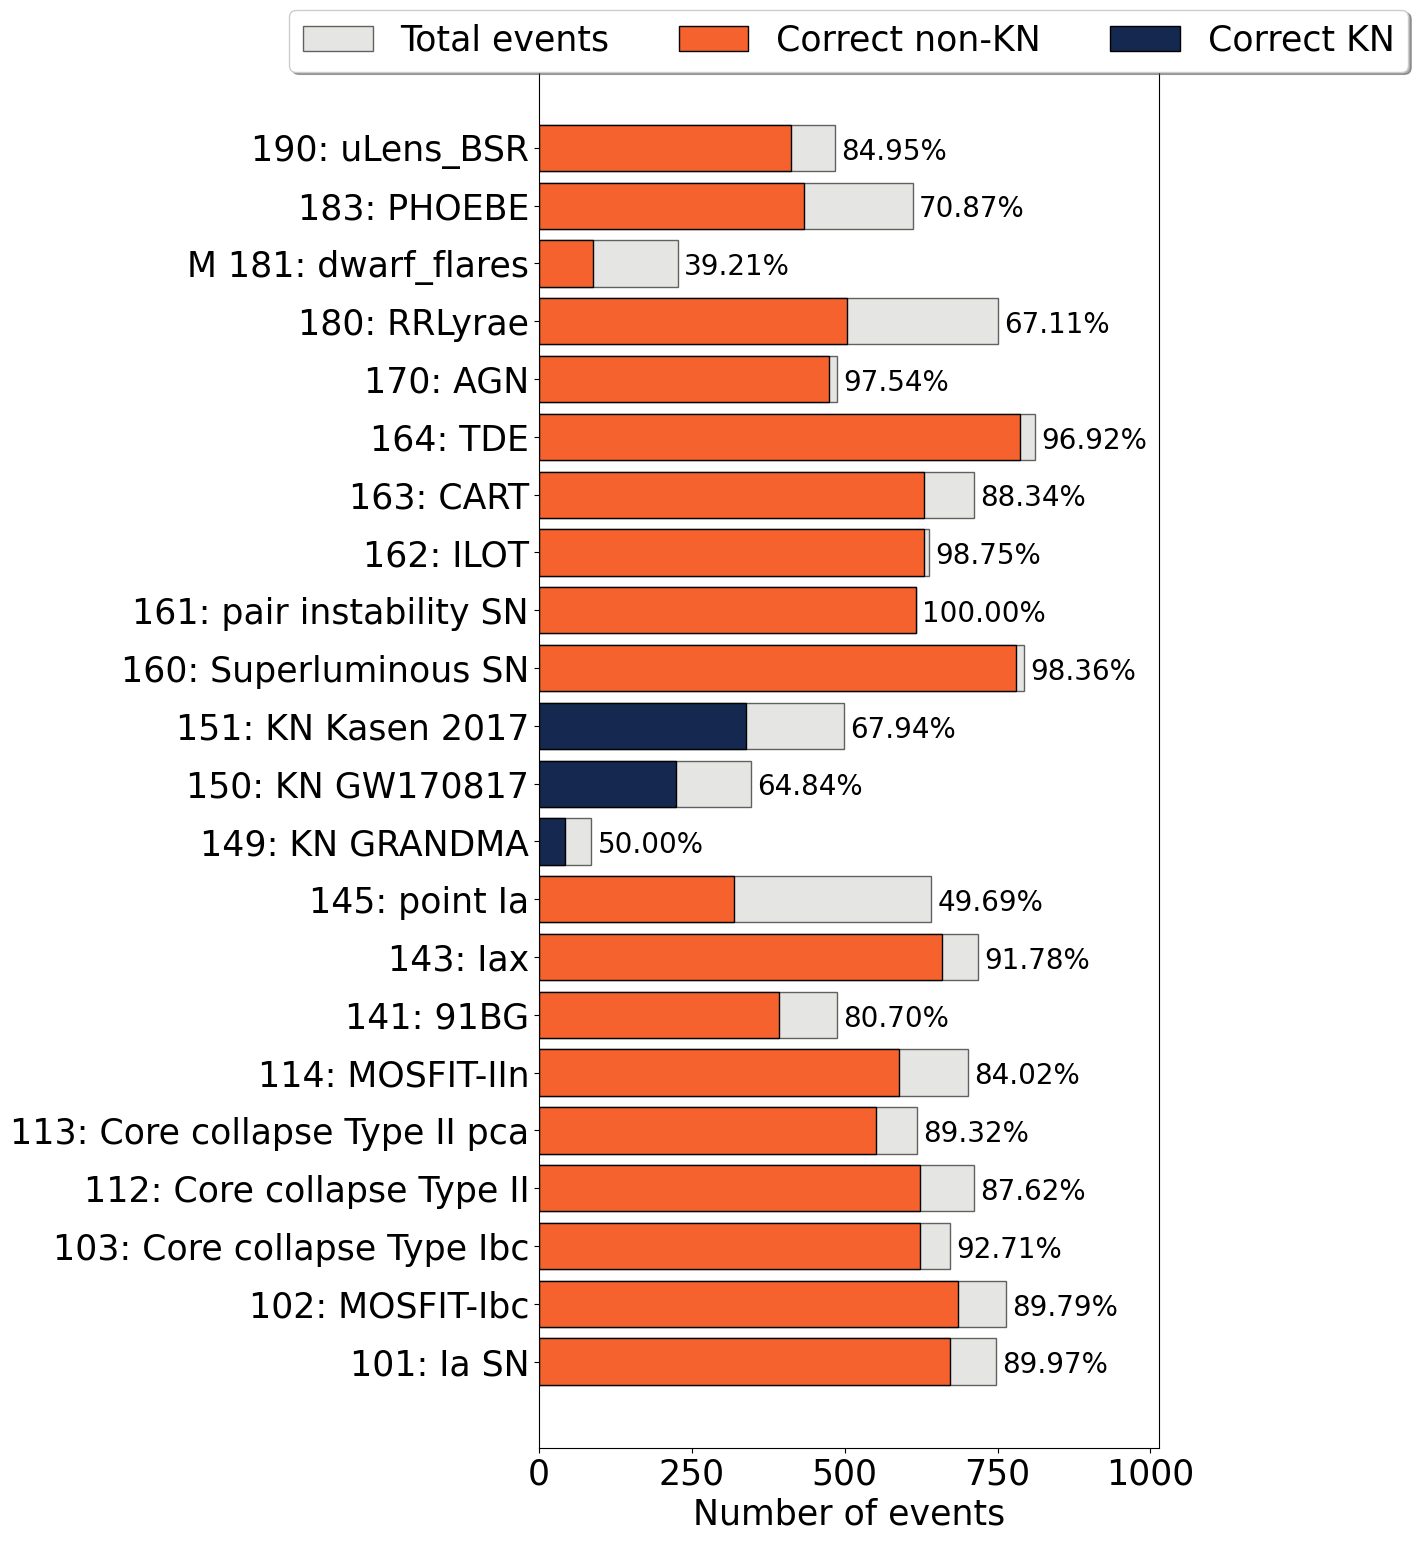 Total events Correct non-KN Correct KN
190: uLens_BSR 84.95%
183: PHOEBE 70.87%
M 181: dwarf_flares 39.21%
180: RRLyrae 67.11%
170: AGN 97.54%
164: TDE 96.92%
163: CART 88.34%
162: ILOT 98.75%
161: pair instability SN 100.00%
160: Superluminous SN 98.36%
151: KN Kasen 2017 67.94%
150: KN GW170817 64.84%
149: KN GRANDMA 50.00%
145: point Ia 49.69%
143: Iax 91.78%
141: 91BG 80.70%
114: MOSFIT-IIn 84.02%
113: Core collapse Type II pca 89.32%
112: Core collapse Type II 87.62%
103: Core collapse Type Ibc 92.71%
102: MOSFIT-Ibc 89.79%
101: Ia SN 89.97%
0 250 500 750 1000
Number of events